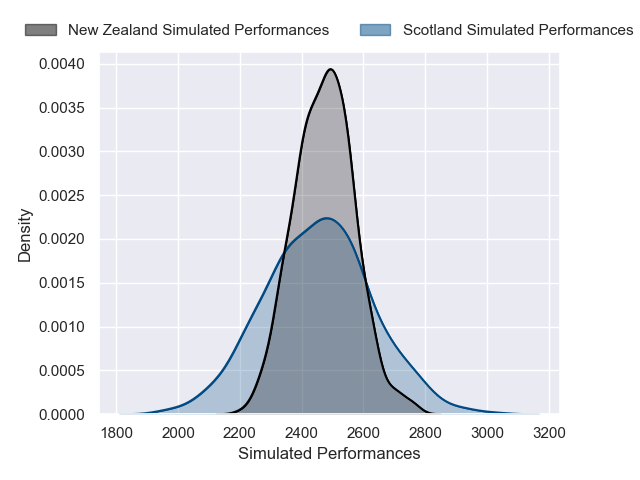 New Zealand Simulated Performances
Scotland Simulated Performances
0.0040
0.0035
0.0030
0.0025
0.0020
0.0015
0.0010
0.0005
0.0000
Density
1800 2000 2200 2400 2600 2800 3000 3200
Simulated Performances